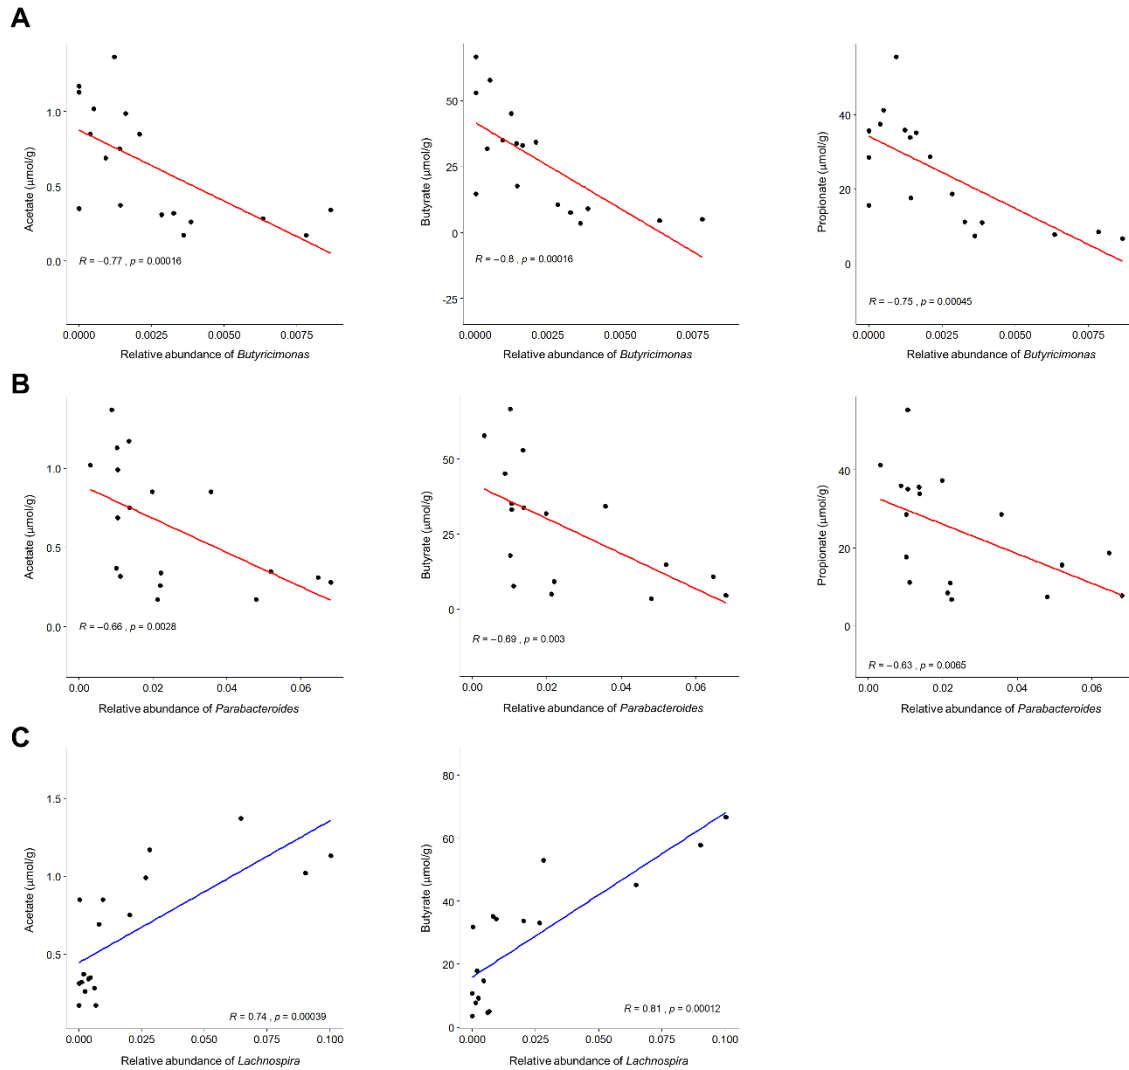 A
Acetate (μmol/g)
1.0
0.5
0.0
R = −0.77 , p = 0.00016
0.0000 0.0025 0.0050 0.0075
Relative abundance of Butyricimonas
Butyrate (μmol/g)
50
25
0
-25
R = −0.8 , p = 0.00016
0.0000 0.0025 0.0050 0.0075
Relative abundance of Butyricimonas
Propionate (μmol/g)
40
20
0
R = −0.75 , p = 0.00045
0.0000 0.0025 0.0050 0.0075
Relative abundance of Butyricimonas
B
Acetate (μmol/g)
1.0
0.5
0.0
R = −0.66 , p = 0.0028
0.00 0.02 0.04 0.06
Relative abundance of Parabacteroides
Butyrate (μmol/g)
50
25
0
R = −0.69 , p = 0.003
0.00 0.02 0.04 0.06
Relative abundance of Parabacteroides
Propionate (μmol/g)
40
20
0
R = −0.63 , p = 0.0065
0.00 0.02 0.04 0.06
Relative abundance of Parabacteroides
C
Acetate (μmol/g)
1.5
1.0
0.5
R = 0.74 , p = 0.00039
0.000 0.025 0.050 0.075 0.100
Relative abundance of Lachnospira
Butyrate (μmol/g)
80
60
40
20
0
R = 0.81 , p = 0.00012
0.000 0.025 0.050 0.075 0.100
Relative abundance of Lachnospira